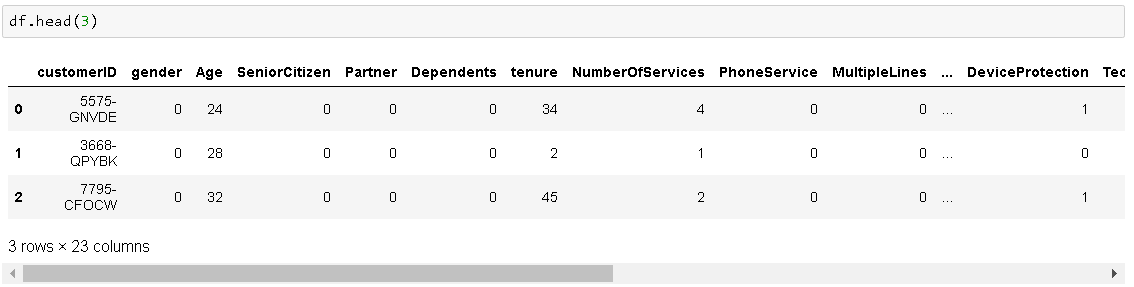 df.head(3)
customerID gender Age SeniorCitizen Partner Dependents tenure NumberOfServices PhoneService MultipleLines ... DeviceProtection Tec
0 5575-GNVDE 0 24 0 0 0 34 4 0 0 ... 1
1 3668-QPYBK 0 28 0 0 0 2 1 0 0 ... 0
2 7795-CFOCW 0 32 0 0 0 45 2 0 0 ... 1
3 rows × 23 columns